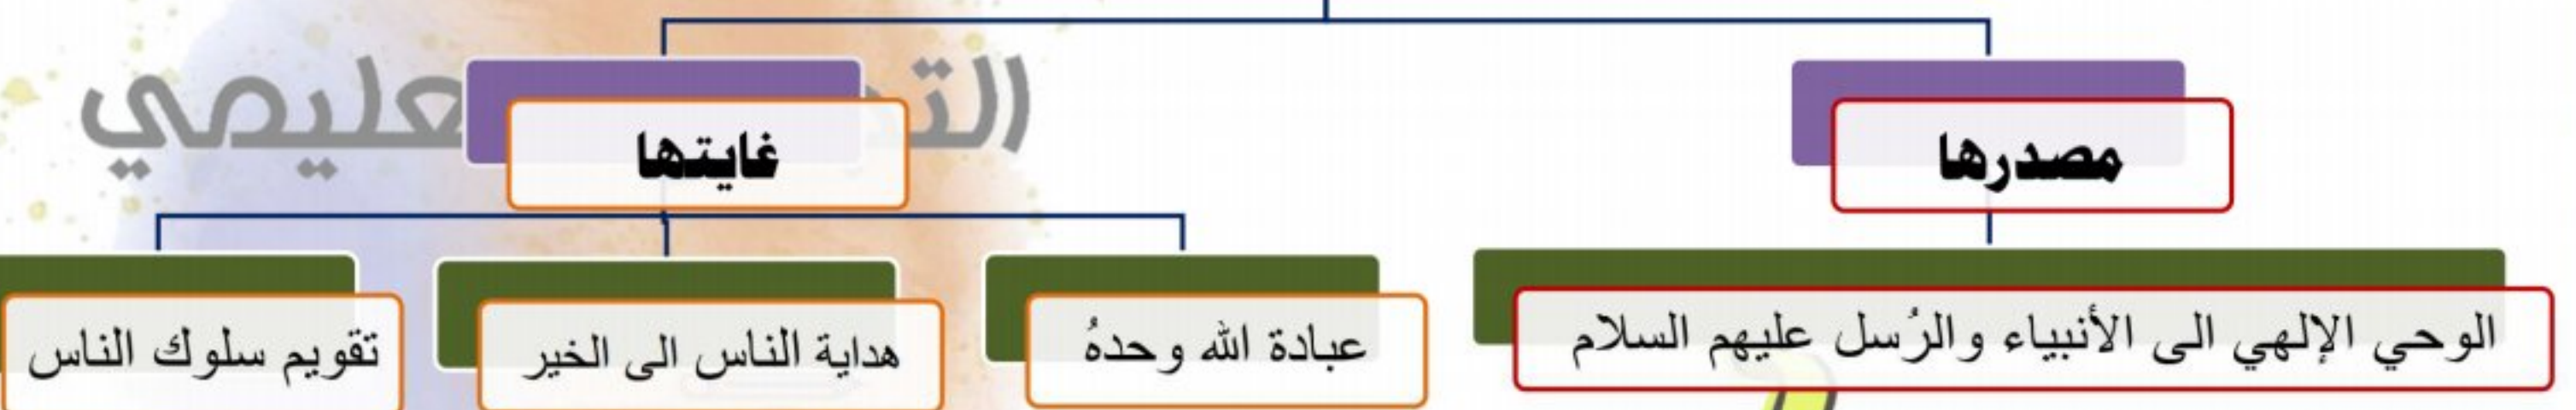 مصدرها
غايتها
الوحي الإلهي الى الأنبياء والرُسل عليهم السلام
عبادة الله وحدهُ
هداية الناس الى الخير
تقويم سلوك الناس